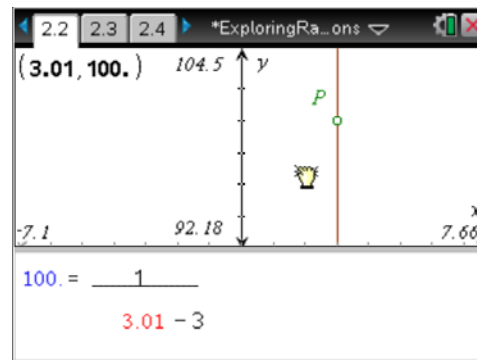 2.2 2.3 2.4 *ExploringRa…ons
(3.01,100.) 104.5 y
P
x
-7.1 92.18 7.66
100. = 1
3.01 - 3